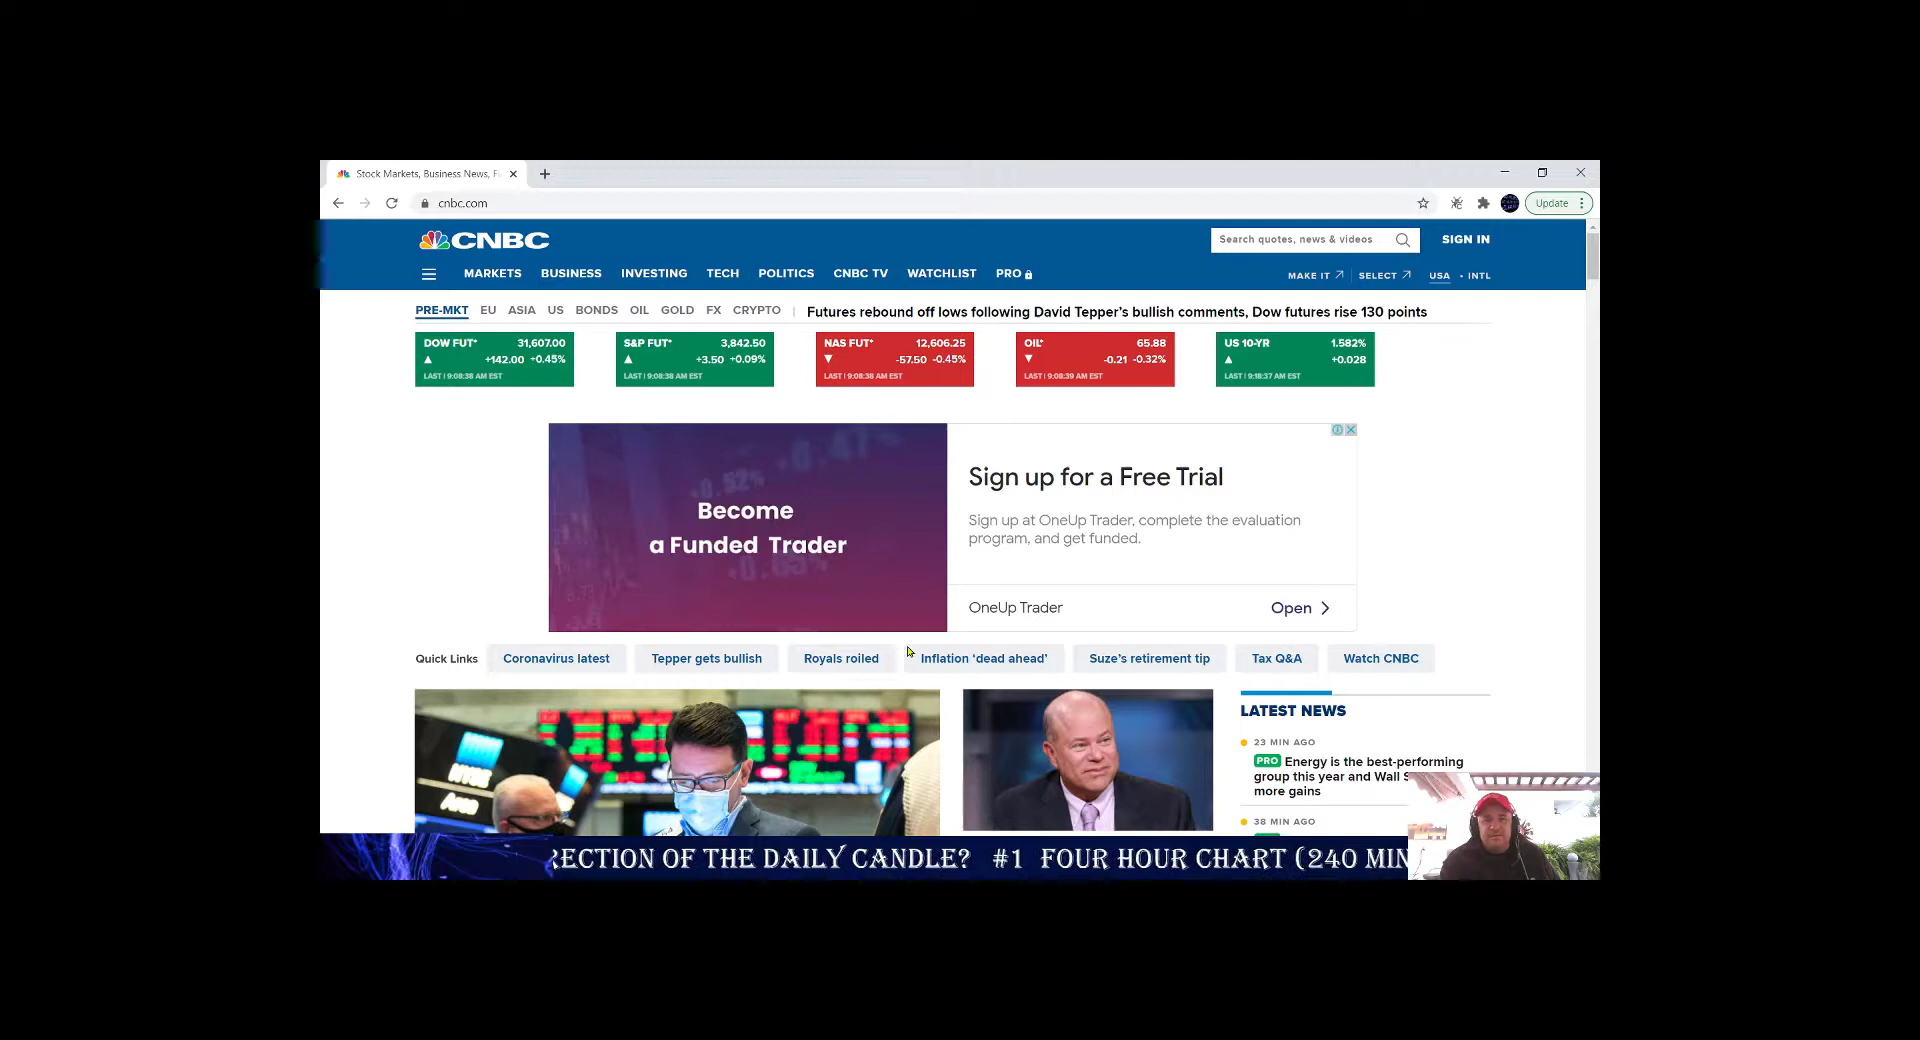 Stock Markets, Business News, Fi
cnbc.com
Update
CNBC
Search quotes, news & videos
SIGN IN
MARKETS BUSINESS INVESTING TECH POLITICS CNBC TV WATCHLIST PRO
MAKE IT SELECT USA • INTL
PRE-MKT EU ASIA US BONDS OIL GOLD FX CRYPTO
Futures rebound off lows following David Tepper's bullish comments, Dow futures rise 130 points
DOW FUT* 31,607.00
+142.00 +0.45%
LAST | 9:08:38 AM EST
S&P FUT* 3,842.50
+3.50 +0.09%
LAST | 9:08:38 AM EST
NAS FUT* 12,606.25
-57.50 -0.45%
LAST | 9:08:38 AM EST
OIL* 65.88
-0.21 -0.32%
LAST | 9:08:39 AM EST
US 10-YR 1.582%
+0.028
LAST | 9:18:37 AM EST
+0.47
+0.52%
Become
a Funded Trader
+0.63%
Sign up for a Free Trial
Sign up at OneUp Trader, complete the evaluation
program, and get funded.
OneUp Trader
Open
Quick Links
Coronavirus latest
Tepper gets bullish
Royals roiled
Inflation 'dead ahead'
Suze's retirement tip
Tax Q&A
Watch CNBC
NYSE
Arca
LATEST NEWS
23 MIN AGO
PRO Energy is the best-performing
group this year and Wall S
more gains
38 MIN AGO
RECTION OF THE DAILY CANDLE? #1 FOUR HOUR CHART (240 MIN